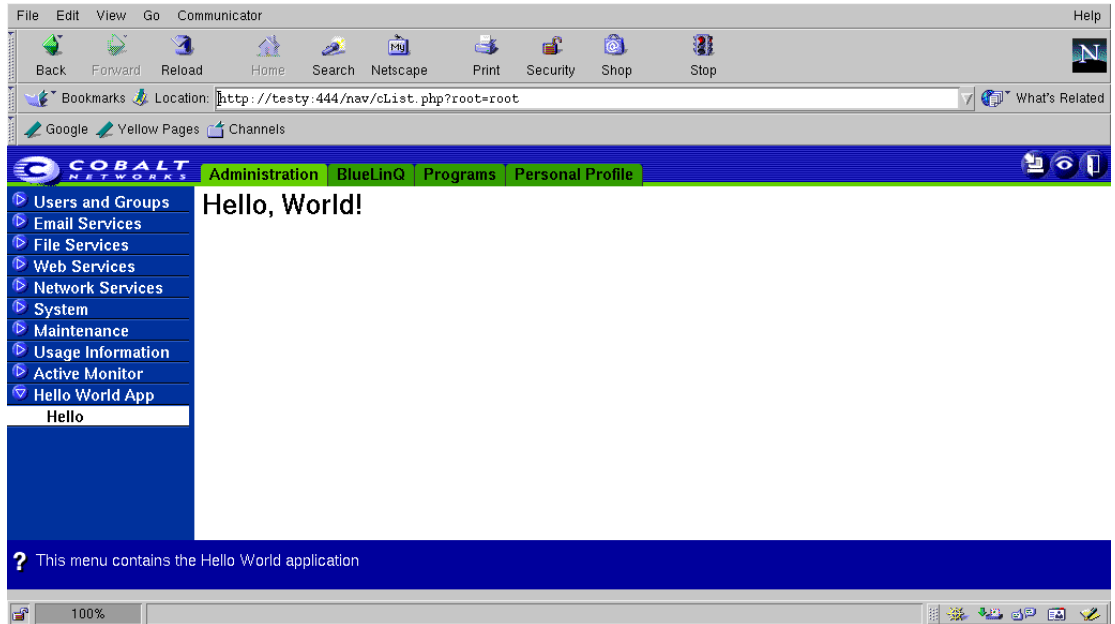 File Edit View Go Communicator Help
Back Forward Reload Home Search Netscape Print Security Shop Stop
My
N
Bookmarks Location: http://testy:444/nav/cList.php?root=root What's Related
Google Yellow Pages Channels
COBALT
NETWORKS
Administration BlueLinQ Programs Personal Profile
Users and Groups
Email Services
File Services
Web Services
Network Services
System
Maintenance
Usage Information
Active Monitor
Hello World App
Hello
Hello, World!
? This menu contains the Hello World application
100%